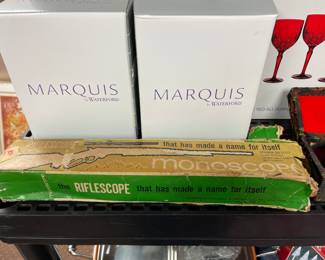 MARQUIS
by WATERFORD
MARQUIS
by WATERFORD
that has made a name for itself
the RIFLESCOPE that has made a name for itself